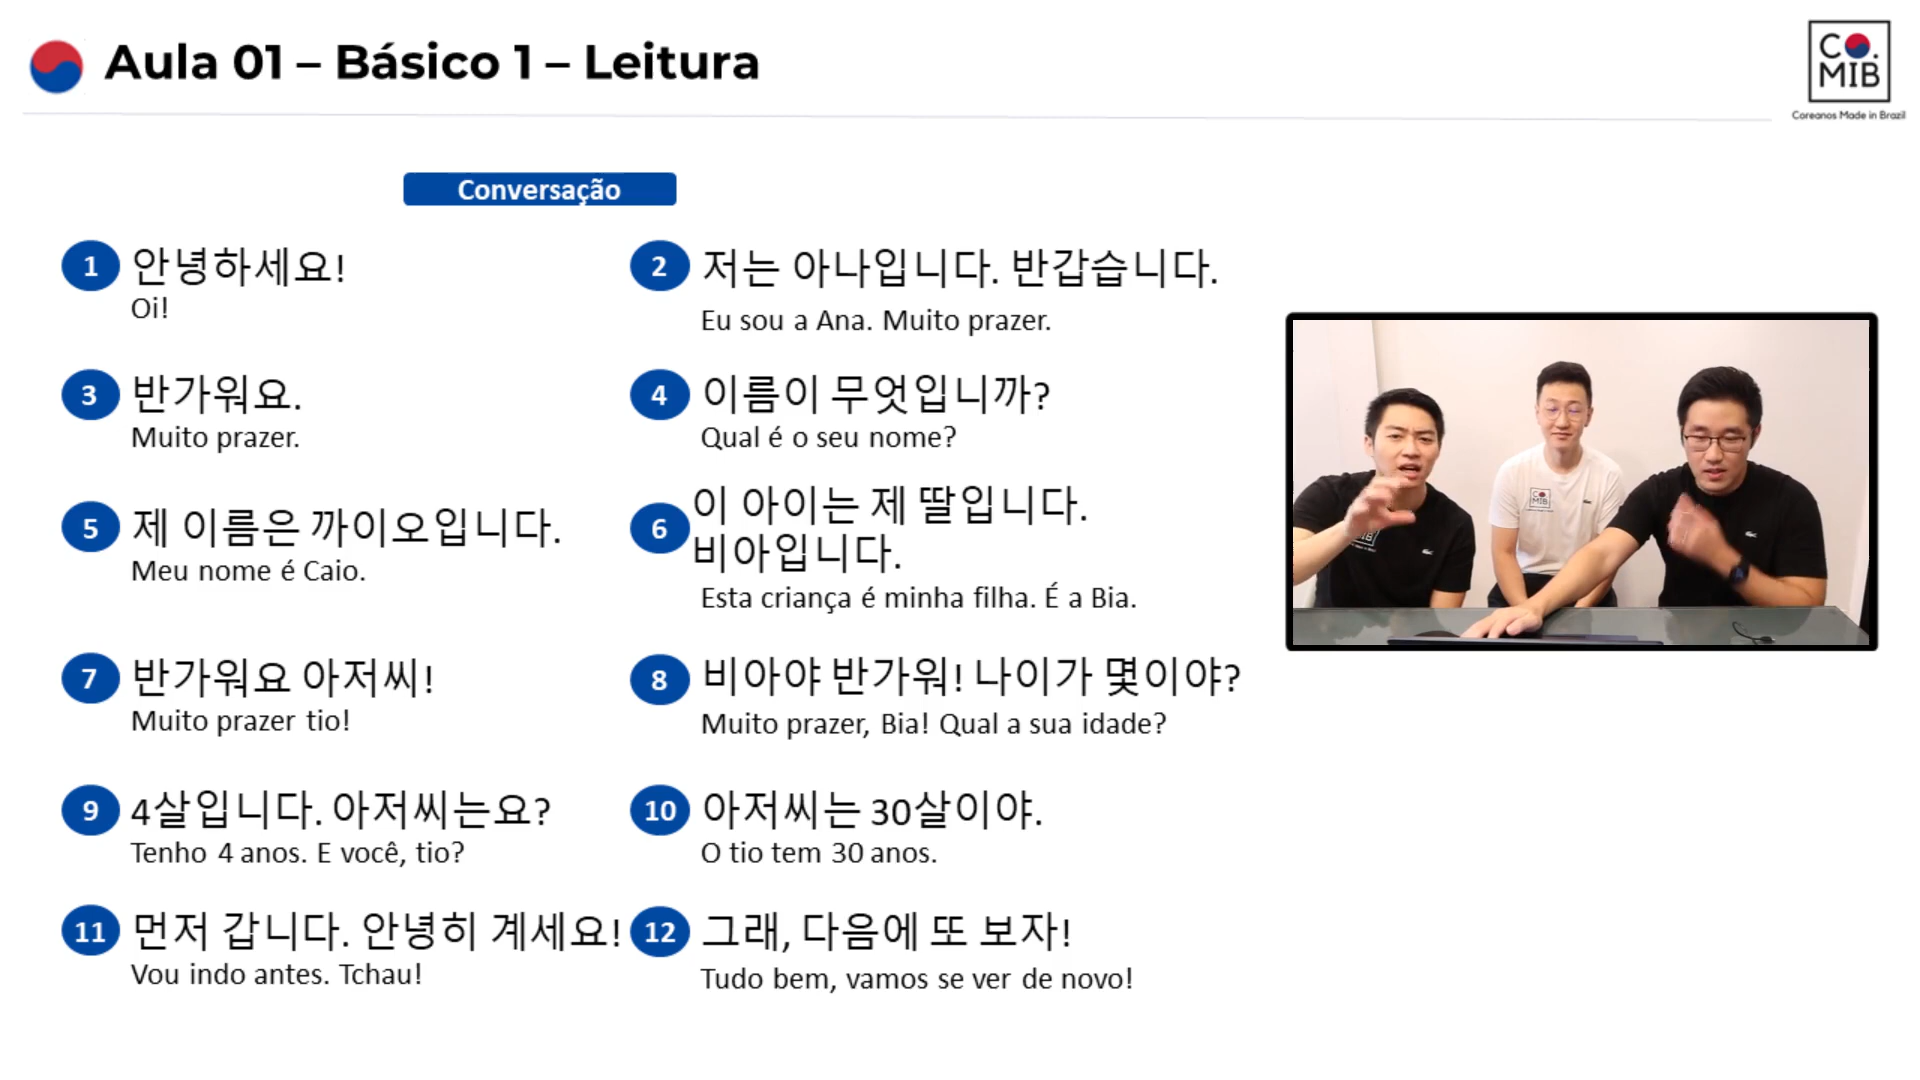 Aula 01 – Básico 1 – Leitura
CO.
MIB
Coreanos Made in Brazil
Conversação
1 안녕하세요!
Oi!
2 저는 아나입니다. 반갑습니다.
Eu sou a Ana. Muito prazer.
3 반가워요.
Muito prazer.
4 이름이 무엇입니까?
Qual é o seu nome?
5 제 이름은 까이오입니다.
Meu nome é Caio.
6 이 아이는 제 딸입니다.
비아입니다.
Esta criança é minha filha. É a Bia.
7 반가워요 아저씨!
Muito prazer tio!
8 비아야 반가워! 나이가 몇이야?
Muito prazer, Bia! Qual a sua idade?
9 4살입니다. 아저씨는요?
Tenho 4 anos. E você, tio?
10 아저씨는 30살이야.
O tio tem 30 anos.
11 먼저 갑니다. 안녕히 계세요!
Vou indo antes. Tchau!
12 그래, 다음에 또 보자!
Tudo bem, vamos se ver de novo!